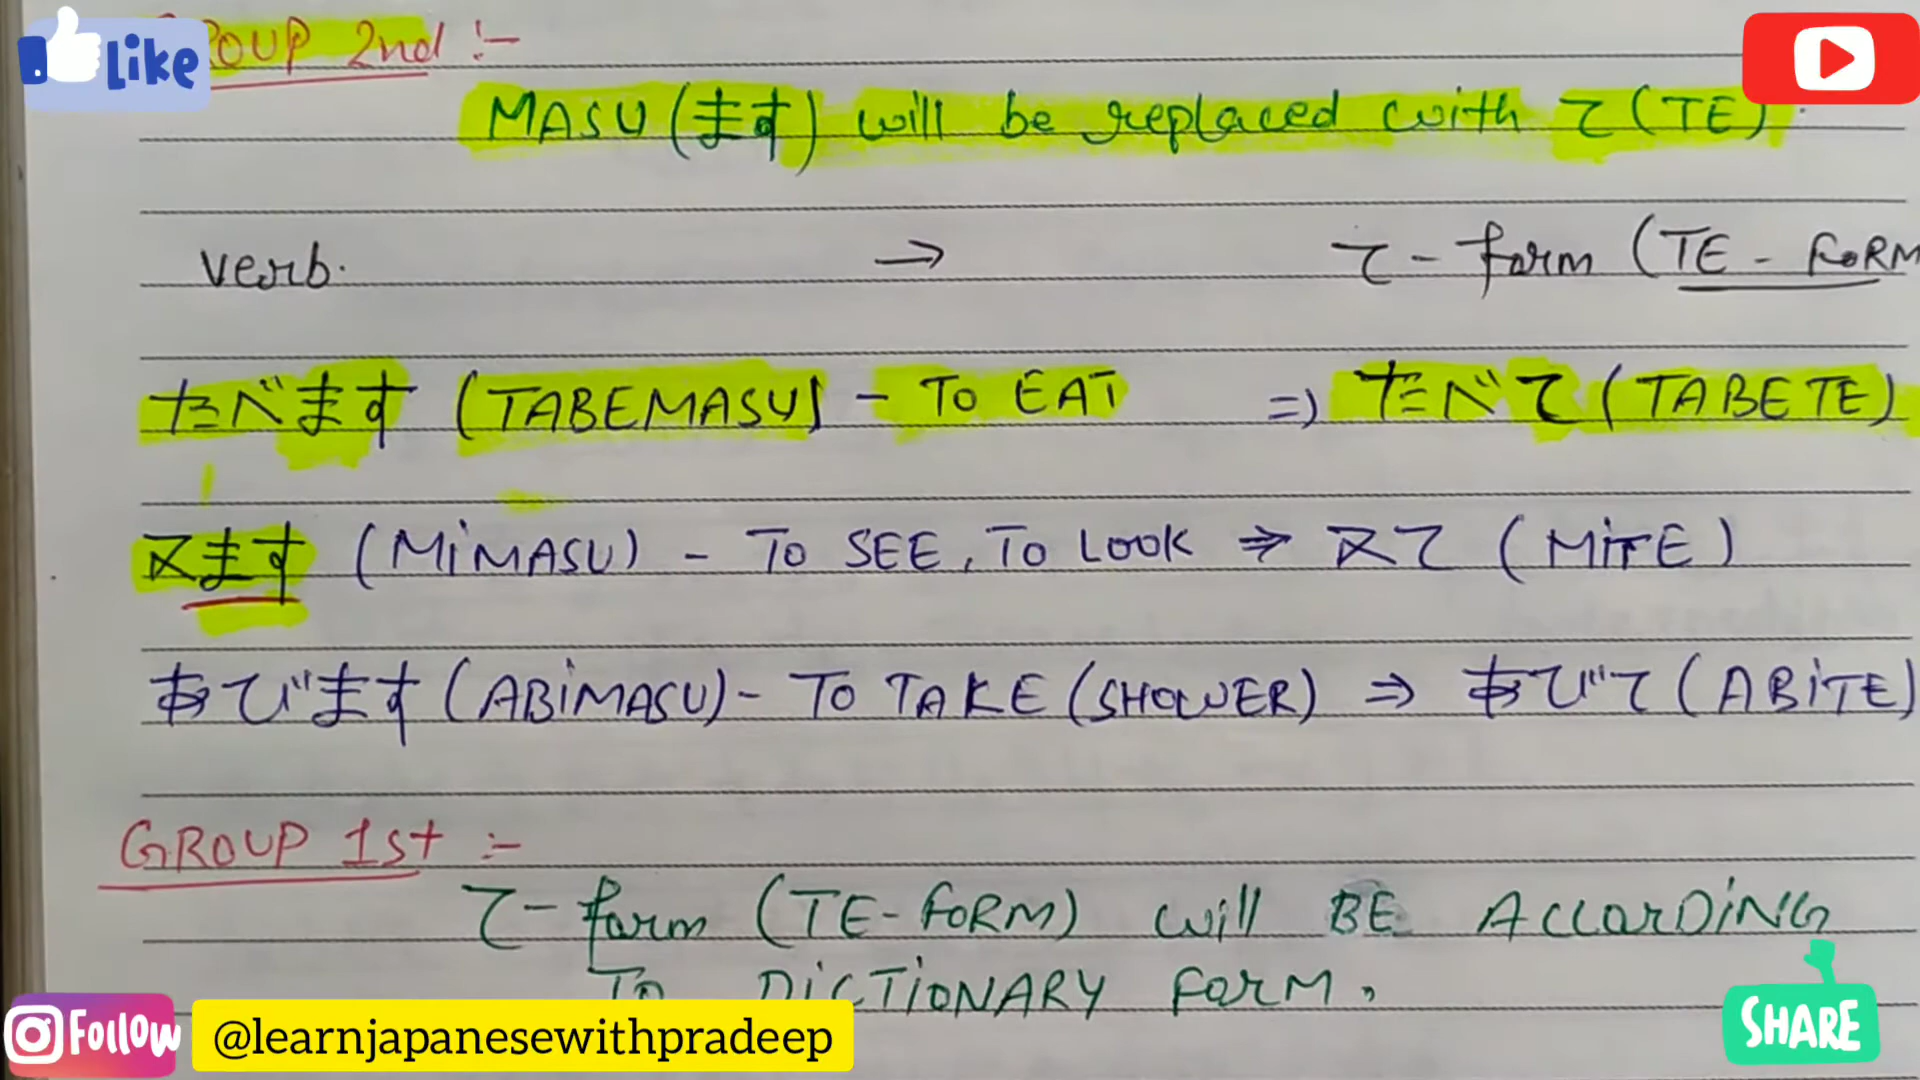 Like
ROUP 2nd :-
MASU (ます) will be replaced with て (TE).
verb. → て - form (TE - FORM
たべます (TABEMASU) - TO EAT ⇒ たべて (TABETE)
みます (MiMASU) - TO SEE, TO LOOK ⇒ みて (MiTE)
あびます (ABiMASU) - TO TAKE (SHOWER) ⇒ あびて (ABiTE)
GROUP 1st :-
て - form (TE - FORM) will BE ACCORDiNG
TO DiCTiONARY FORM.
Follow
@learnjapanesewithpradeep
SHARE